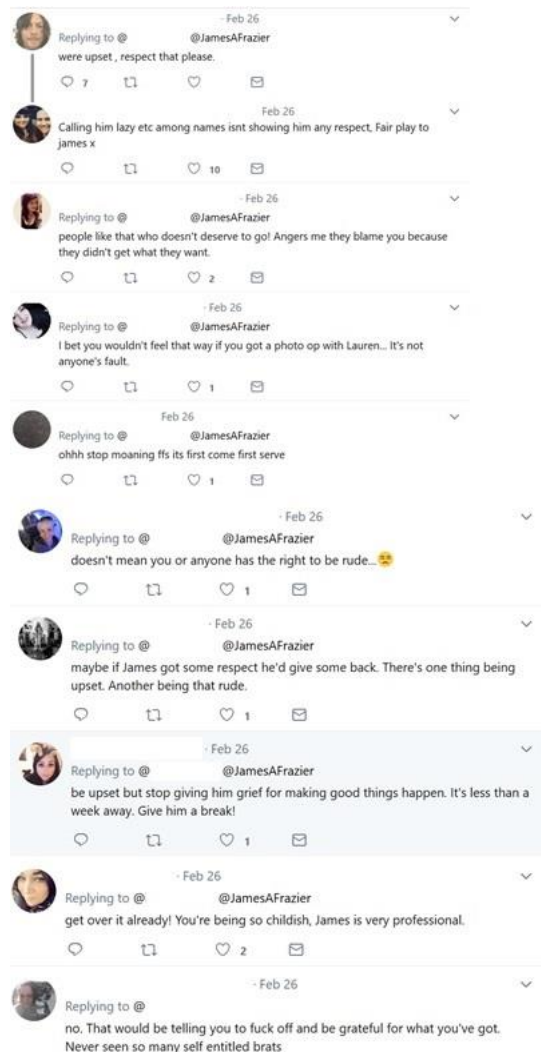 · Feb 26
Replying to @ @JamesAFrazier
were upset , respect that please.
7
Feb 26
Calling him lazy etc among names isnt showing him any respect, Fair play to
james x
10
· Feb 26
Replying to @ @JamesAFrazier
people like that who doesn't deserve to go! Angers me they blame you because
they didn't get what they want.
2
· Feb 26
Replying to @ @JamesAFrazier
I bet you wouldn't feel that way if you got a photo op with Lauren... It's not
anyone's fault.
1
Feb 26
Replying to @ @JamesAFrazier
ohhh stop moaning ffs its first come first serve
1
· Feb 26
Replying to @ @JamesAFrazier
doesn't mean you or anyone has the right to be rude...
1
· Feb 26
Replying to @ @JamesAFrazier
maybe if James got some respect he'd give some back. There's one thing being
upset. Another being that rude.
1
· Feb 26
Replying to @ @JamesAFrazier
be upset but stop giving him grief for making good things happen. It's less than a
week away. Give him a break!
1
· Feb 26
Replying to @ @JamesAFrazier
get over it already! You're being so childish, James is very professional.
2
· Feb 26
Replying to @
no. That would be telling you to fuck off and be grateful for what you've got.
Never seen so many self entitled brats